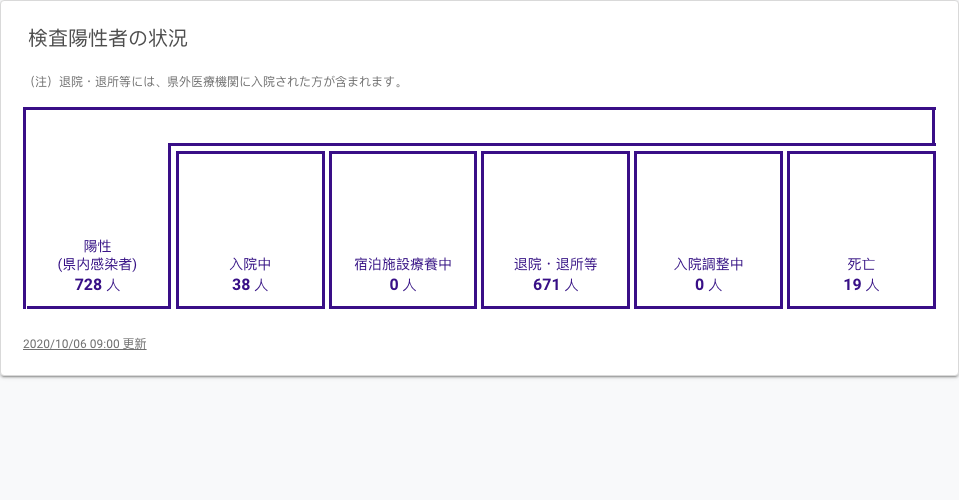 検査陽性者の状況
（注）退院・退所等には、県外医療機関に入院された方が含まれます。
陽性
(県内感染者)
728 人
入院中
38 人
宿泊施設療養中
0 人
退院・退所等
671 人
入院調整中
0 人
死亡
19 人
2020/10/06 09:00 更新